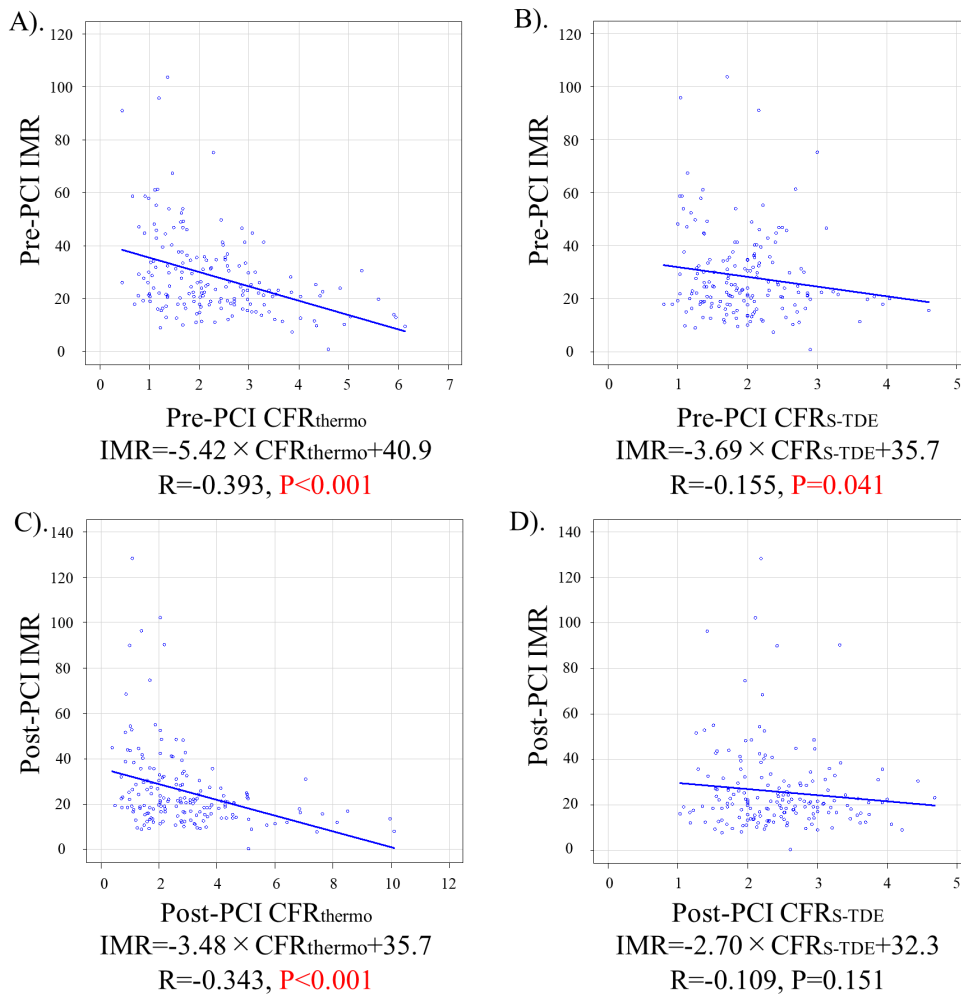 A).
120
100
80
60
40
20
0
Pre-PCI IMR
0 1 2 3 4 5 6 7
Pre-PCI CFRthermo
IMR=-5.42×CFRthermo+40.9
R=-0.393, P<0.001
B).
120
100
80
60
40
20
0
Pre-PCI IMR
0 1 2 3 4 5
Pre-PCI CFRS-TDE
IMR=-3.69×CFRS-TDE+35.7
R=-0.155, P=0.041
C).
140
120
100
80
60
40
20
0
Post-PCI IMR
0 2 4 6 8 10 12
Post-PCI CFRthermo
IMR=-3.48×CFRthermo+35.7
R=-0.343, P<0.001
D).
140
120
100
80
60
40
20
0
Post-PCI IMR
0 1 2 3 4 5
Post-PCI CFRS-TDE
IMR=-2.70×CFRS-TDE+32.3
R=-0.109, P=0.151